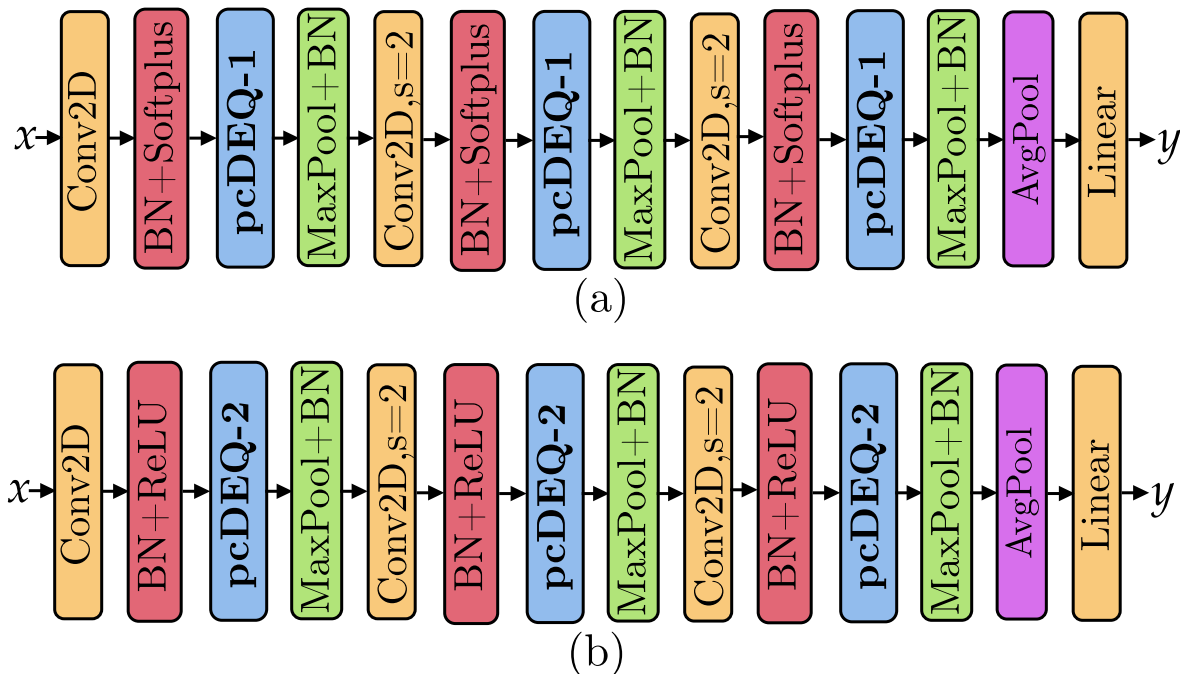 x
Conv2D
BN+Softplus
pcDEQ-1
MaxPool+BN
Conv2D,s=2
BN+Softplus
pcDEQ-1
MaxPool+BN
Conv2D,s=2
BN+Softplus
pcDEQ-1
MaxPool+BN
AvgPool
Linear
y
(a)
x
Conv2D
BN+ReLU
pcDEQ-2
MaxPool+BN
Conv2D,s=2
BN+ReLU
pcDEQ-2
MaxPool+BN
Conv2D,s=2
BN+ReLU
pcDEQ-2
MaxPool+BN
AvgPool
Linear
y
(b)